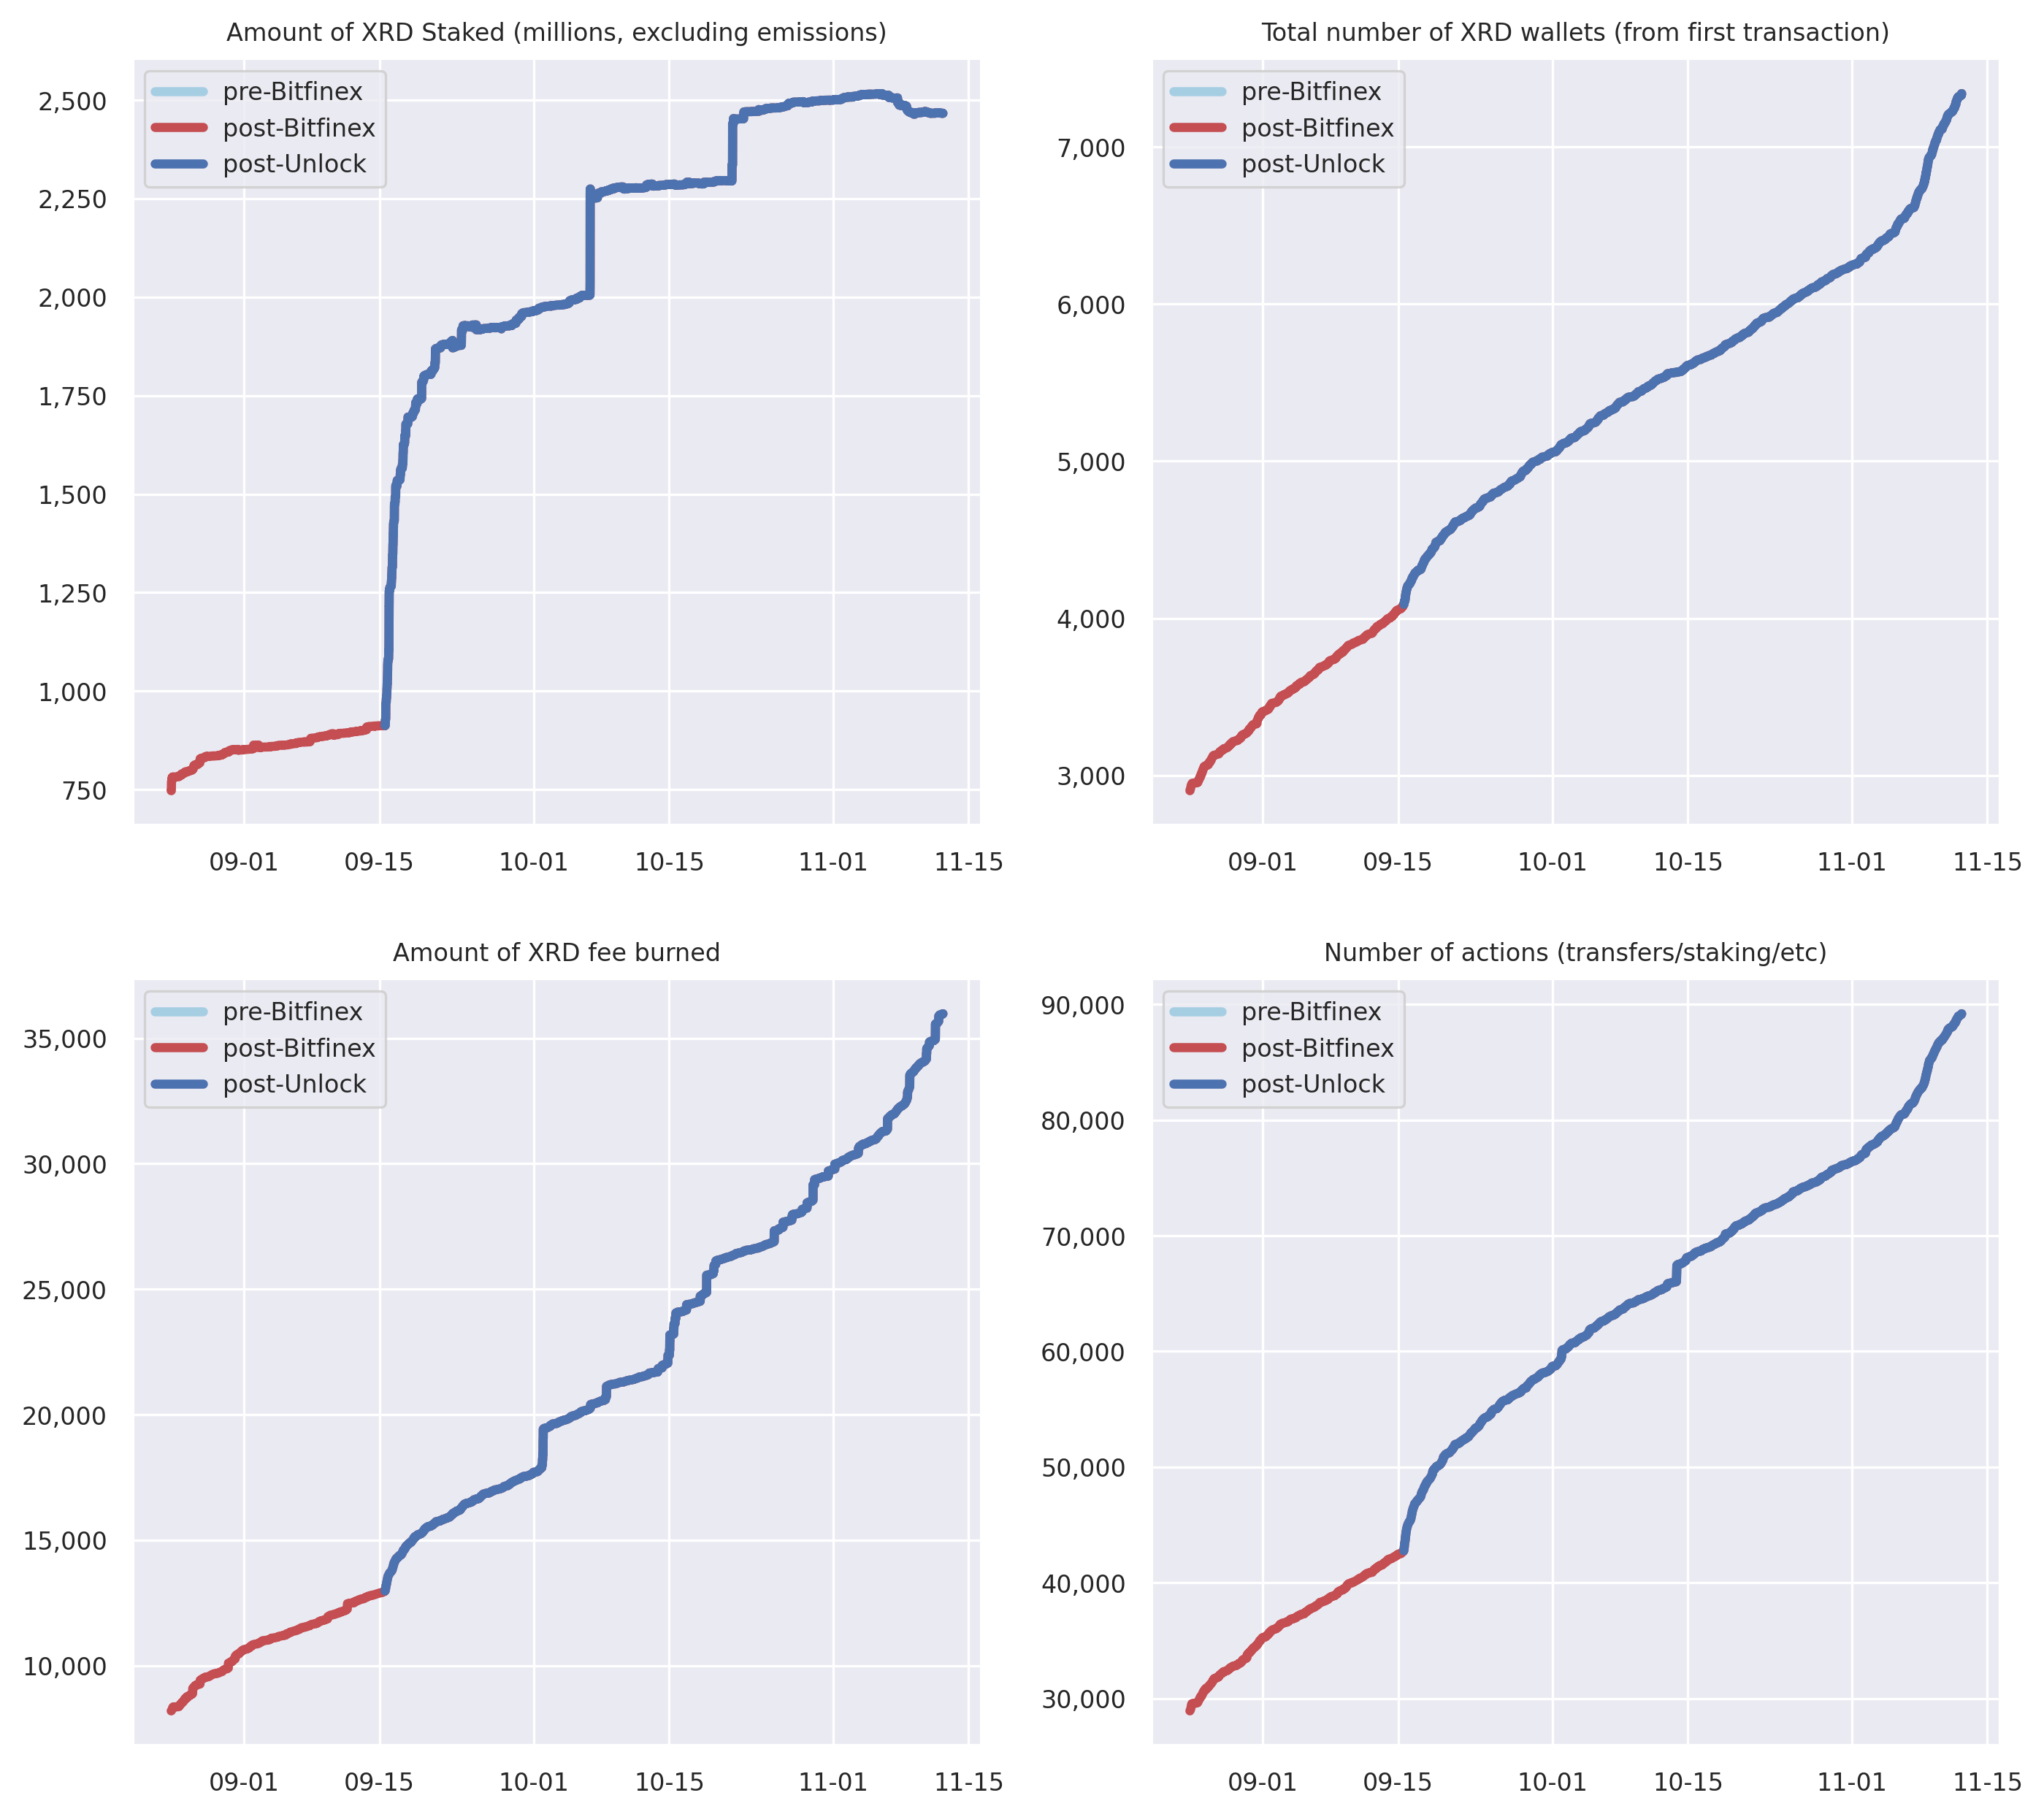 Amount of XRD Staked (millions, excluding emissions)
pre-Bitfinex
post-Bitfinex
post-Unlock
2,500
2,250
2,000
1,750
1,500
1,250
1,000
750
09-01 09-15 10-01 10-15 11-01 11-15
Total number of XRD wallets (from first transaction)
pre-Bitfinex
post-Bitfinex
post-Unlock
7,000
6,000
5,000
4,000
3,000
09-01 09-15 10-01 10-15 11-01 11-15
Amount of XRD fee burned
pre-Bitfinex
post-Bitfinex
post-Unlock
35,000
30,000
25,000
20,000
15,000
10,000
09-01 09-15 10-01 10-15 11-01 11-15
Number of actions (transfers/staking/etc)
pre-Bitfinex
post-Bitfinex
post-Unlock
90,000
80,000
70,000
60,000
50,000
40,000
30,000
09-01 09-15 10-01 10-15 11-01 11-15